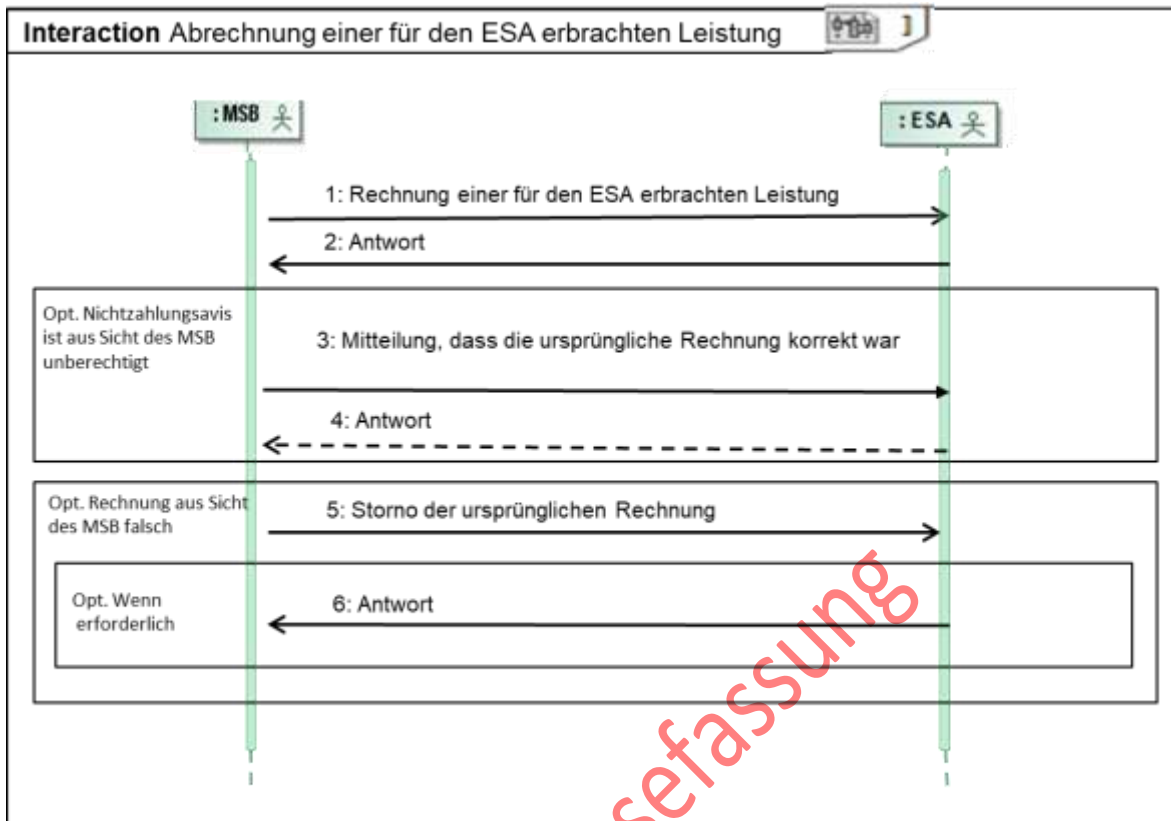 Interaction Abrechnung einer für den ESA erbrachten Leistung
: MSB
: ESA
1: Rechnung einer für den ESA erbrachten Leistung
2: Antwort
Opt. Nichtzahlungsavis
ist aus Sicht des MSB
unberechtigt
3: Mitteilung, dass die ursprüngliche Rechnung korrekt war
4: Antwort
Opt. Rechnung aus Sicht
des MSB falsch
5: Storno der ursprünglichen Rechnung
Opt. Wenn
erforderlich
6: Antwort
sefassung